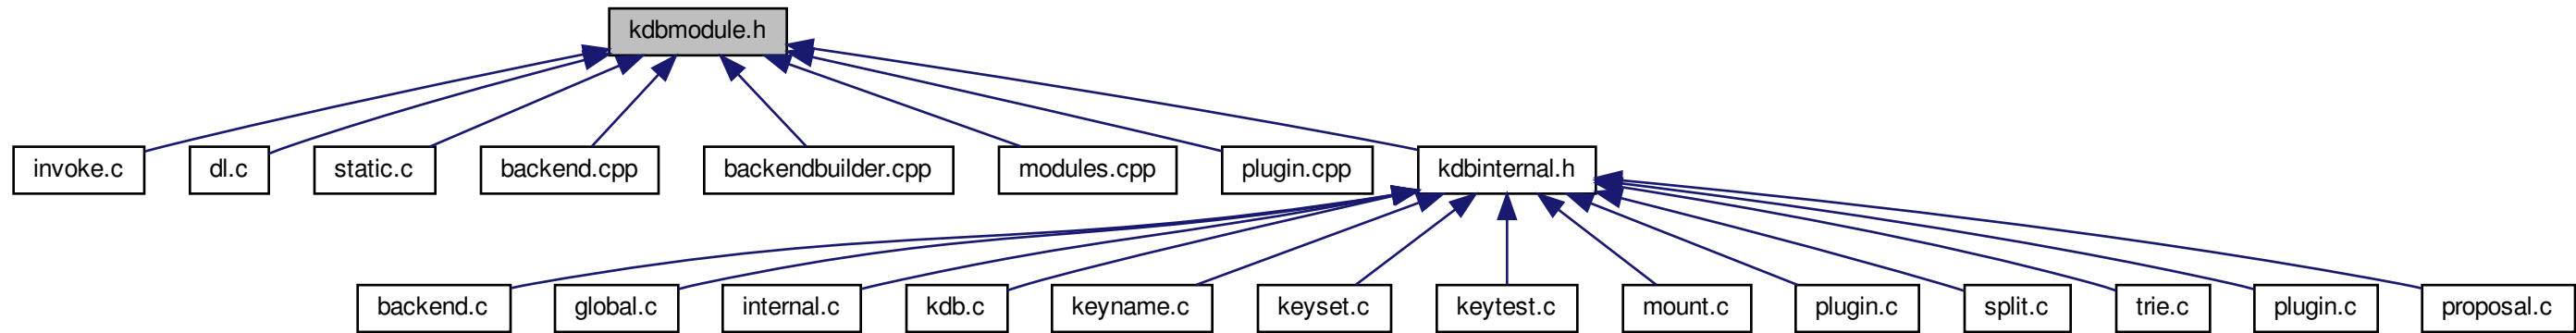 kdbmodule.h
invoke.c
dl.c
static.c
backend.cpp
backendbuilder.cpp
modules.cpp
plugin.cpp
kdbinternal.h
backend.c
global.c
internal.c
kdb.c
keyname.c
keyset.c
keytest.c
mount.c
plugin.c
split.c
trie.c
plugin.c
proposal.c